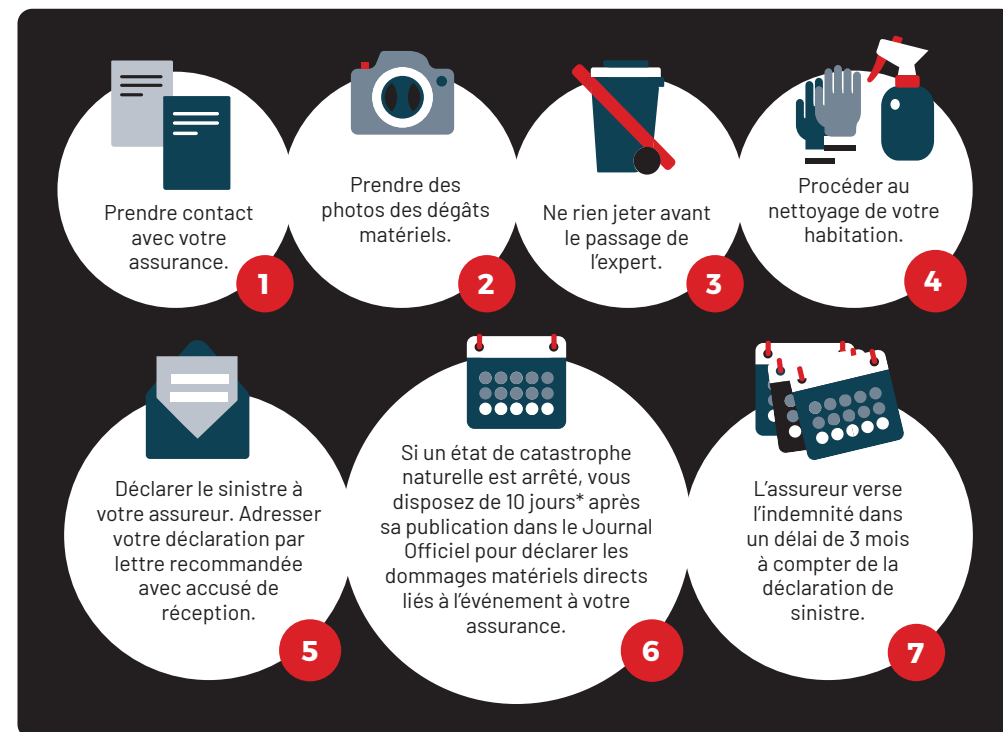 Prendre contact
avec votre
assurance.
1
Prendre des
photos des dégâts
matériels.
2
Ne rien jeter avant
le passage de
l'expert.
3
Procéder au
nettoyage de votre
habitation.
4
Déclarer le sinistre à
votre assureur. Adresser
votre déclaration par
lettre recommandée
avec accusé de
réception.
5
Si un état de catastrophe
naturelle est arrêté, vous
disposez de 10 jours* après
sa publication dans le Journal
Officiel pour déclarer les
dommages matériels directs
liés à l'événement à votre
assurance.
6
L'assureur verse
l'indemnité dans
un délai de 3 mois
à compter de la
déclaration de
sinistre.
7